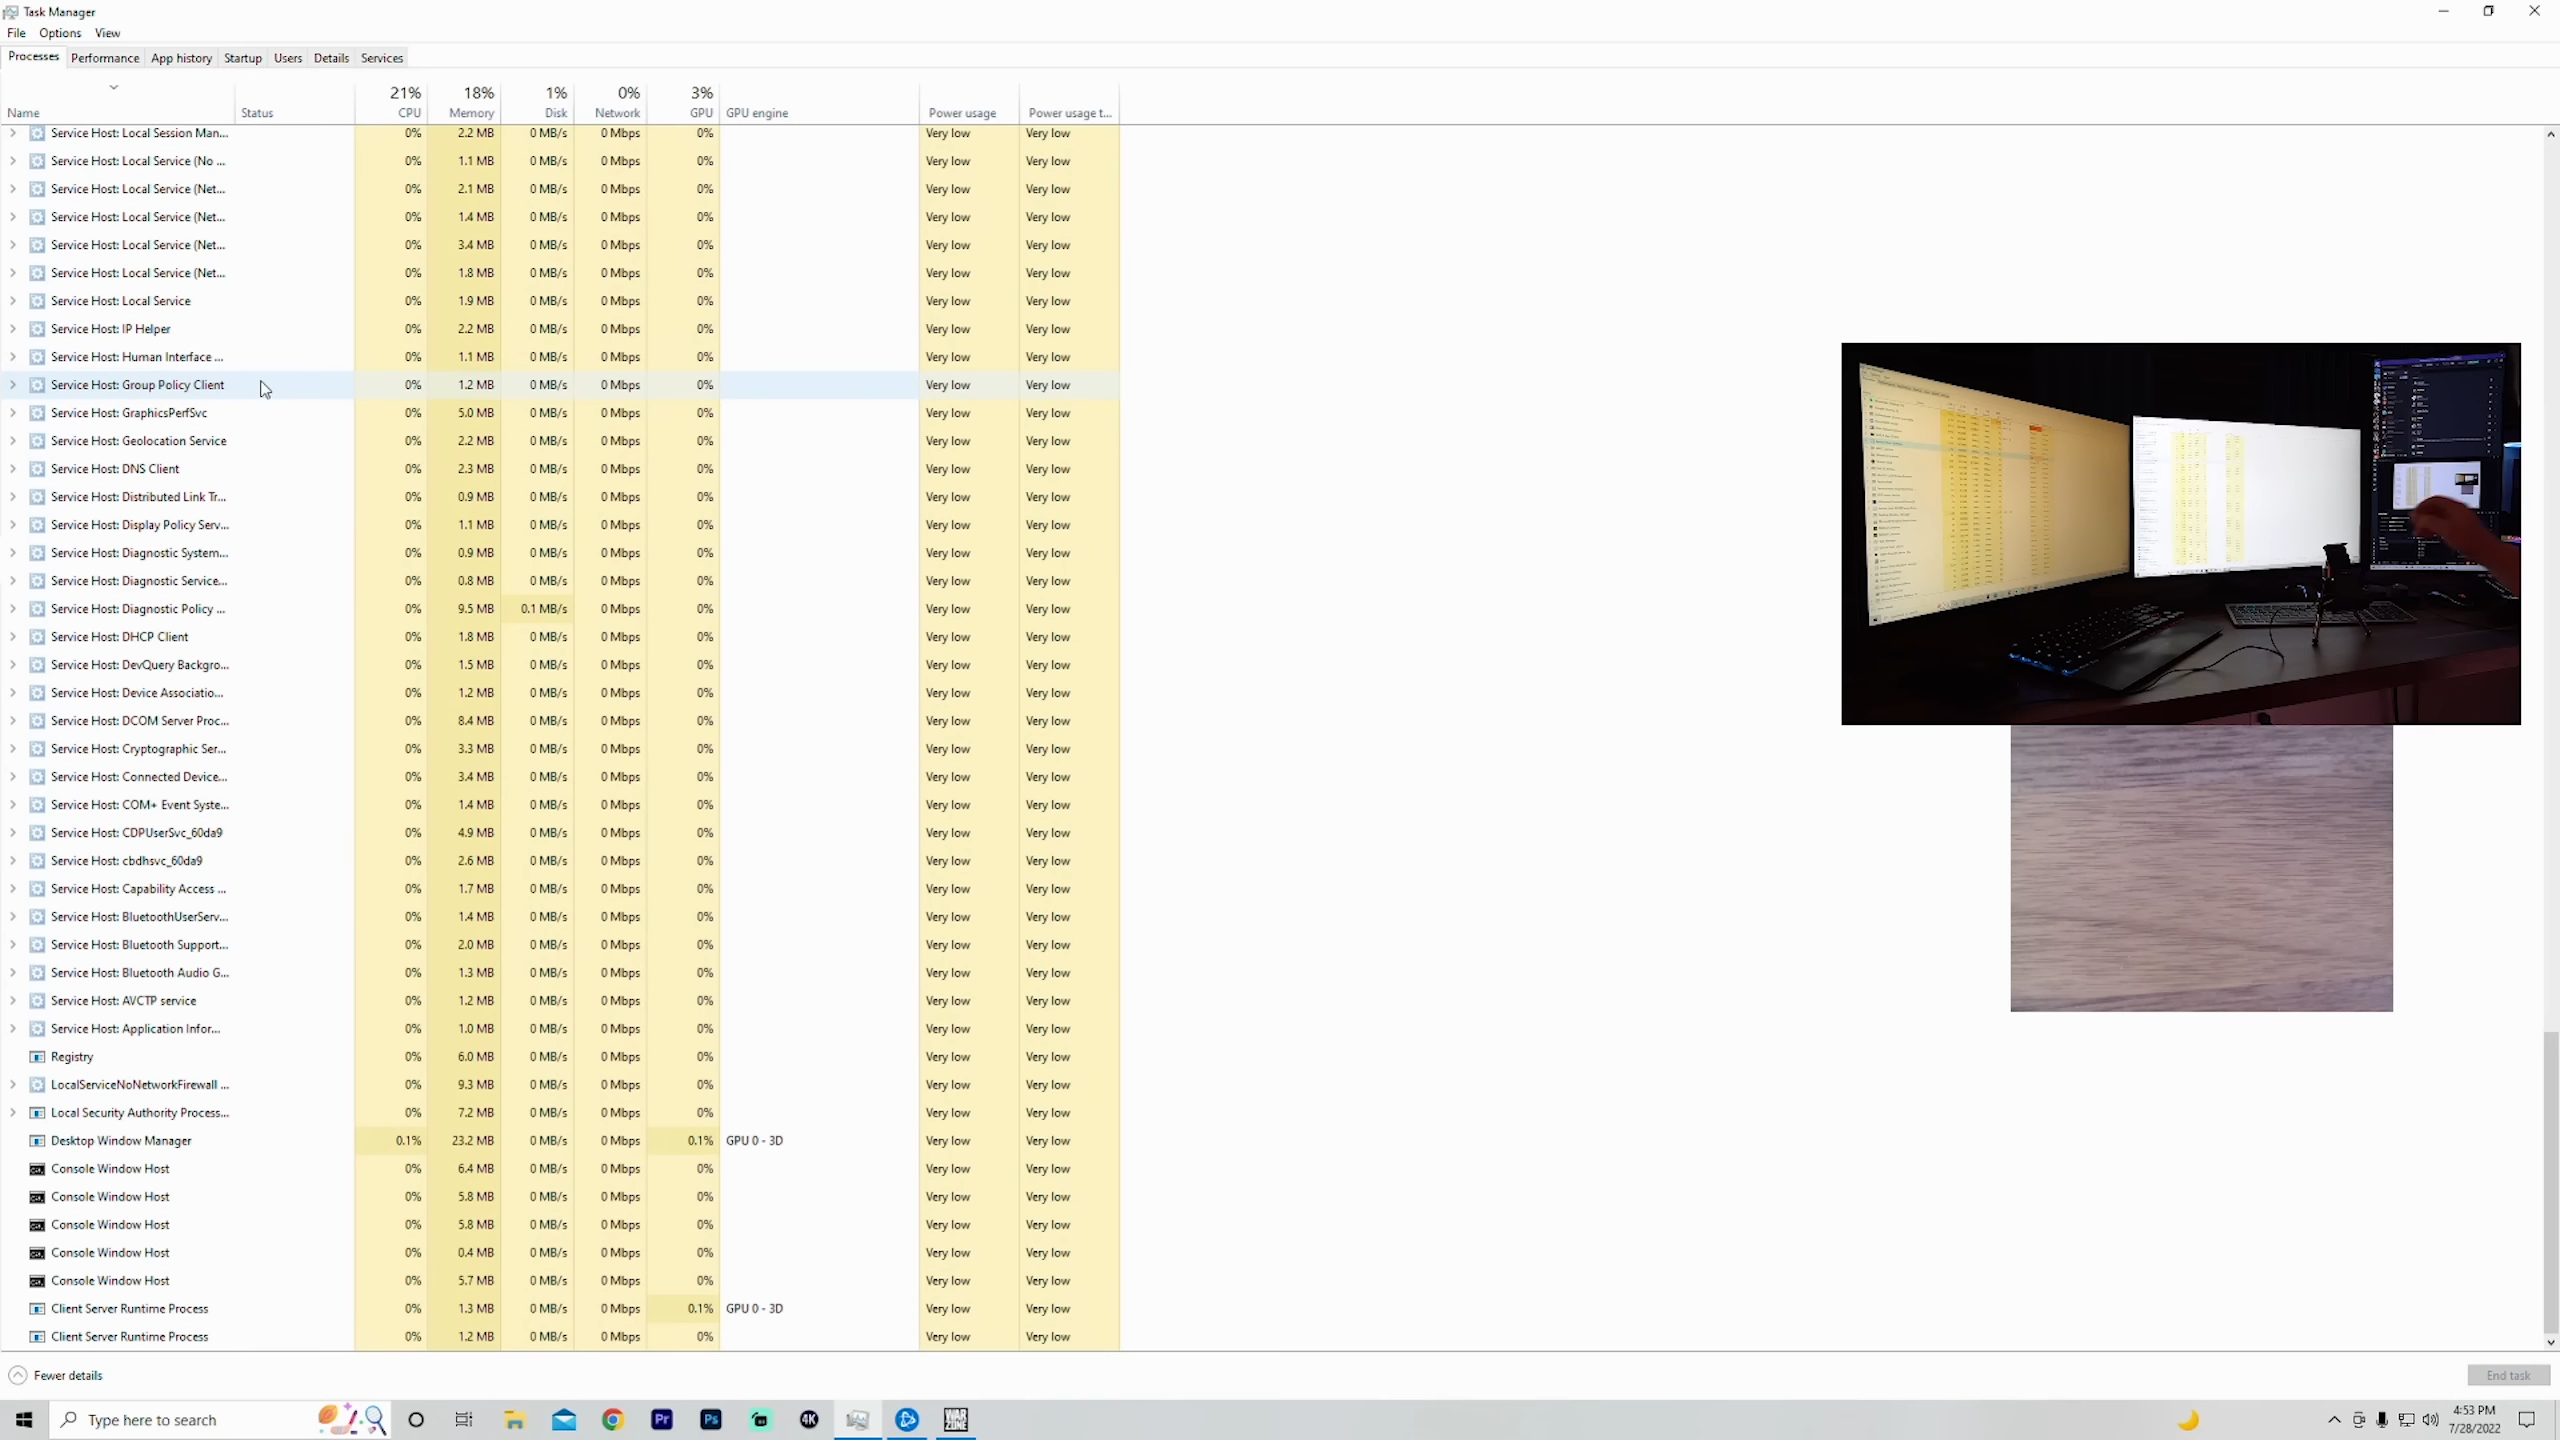 Task Manager
File Options View
Processes Performance App history Startup Users Details Services
21% 18% 1% 0% 3%
Name Status CPU Memory Disk Network GPU GPU engine Power usage Power usage t...
Service Host: Local Session Man... 0% 2.2 MB 0 MB/s 0 Mbps 0% Very low Very low
Service Host: Local Service (No ... 0% 1.1 MB 0 MB/s 0 Mbps 0% Very low Very low
Service Host: Local Service (Net... 0% 2.1 MB 0 MB/s 0 Mbps 0% Very low Very low
Service Host: Local Service (Net... 0% 1.4 MB 0 MB/s 0 Mbps 0% Very low Very low
Service Host: Local Service (Net... 0% 3.4 MB 0 MB/s 0 Mbps 0% Very low Very low
Service Host: Local Service (Net... 0% 1.8 MB 0 MB/s 0 Mbps 0% Very low Very low
Service Host: Local Service 0% 1.9 MB 0 MB/s 0 Mbps 0% Very low Very low
Service Host: IP Helper 0% 2.2 MB 0 MB/s 0 Mbps 0% Very low Very low
Service Host: Human Interface ... 0% 1.1 MB 0 MB/s 0 Mbps 0% Very low Very low
Service Host: Group Policy Client 0% 1.2 MB 0 MB/s 0 Mbps 0% Very low Very low
Service Host: GraphicsPerfSvc 0% 5.0 MB 0 MB/s 0 Mbps 0% Very low Very low
Service Host: Geolocation Service 0% 2.2 MB 0 MB/s 0 Mbps 0% Very low Very low
Service Host: DNS Client 0% 2.3 MB 0 MB/s 0 Mbps 0% Very low Very low
Service Host: Distributed Link Tr... 0% 0.9 MB 0 MB/s 0 Mbps 0% Very low Very low
Service Host: Display Policy Serv... 0% 1.1 MB 0 MB/s 0 Mbps 0% Very low Very low
Service Host: Diagnostic System... 0% 0.9 MB 0 MB/s 0 Mbps 0% Very low Very low
Service Host: Diagnostic Service... 0% 0.8 MB 0 MB/s 0 Mbps 0% Very low Very low
Service Host: Diagnostic Policy ... 0% 9.5 MB 0.1 MB/s 0 Mbps 0% Very low Very low
Service Host: DHCP Client 0% 1.8 MB 0 MB/s 0 Mbps 0% Very low Very low
Service Host: DevQuery Backgro... 0% 1.5 MB 0 MB/s 0 Mbps 0% Very low Very low
Service Host: Device Associatio... 0% 1.2 MB 0 MB/s 0 Mbps 0% Very low Very low
Service Host: DCOM Server Proc... 0% 8.4 MB 0 MB/s 0 Mbps 0% Very low Very low
Service Host: Cryptographic Ser... 0% 3.3 MB 0 MB/s 0 Mbps 0% Very low Very low
Service Host: Connected Device... 0% 3.4 MB 0 MB/s 0 Mbps 0% Very low Very low
Service Host: COM+ Event Syste... 0% 1.4 MB 0 MB/s 0 Mbps 0% Very low Very low
Service Host: CDPUserSvc_60da9 0% 4.9 MB 0 MB/s 0 Mbps 0% Very low Very low
Service Host: cbdhsvc_60da9 0% 2.6 MB 0 MB/s 0 Mbps 0% Very low Very low
Service Host: Capability Access ... 0% 1.7 MB 0 MB/s 0 Mbps 0% Very low Very low
Service Host: BluetoothUserServ... 0% 1.4 MB 0 MB/s 0 Mbps 0% Very low Very low
Service Host: Bluetooth Support... 0% 2.0 MB 0 MB/s 0 Mbps 0% Very low Very low
Service Host: Bluetooth Audio G... 0% 1.3 MB 0 MB/s 0 Mbps 0% Very low Very low
Service Host: AVCTP service 0% 1.2 MB 0 MB/s 0 Mbps 0% Very low Very low
Service Host: Application Infor... 0% 1.0 MB 0 MB/s 0 Mbps 0% Very low Very low
Registry 0% 6.0 MB 0 MB/s 0 Mbps 0% Very low Very low
LocalServiceNoNetworkFirewall ... 0% 9.3 MB 0 MB/s 0 Mbps 0% Very low Very low
Local Security Authority Process... 0% 7.2 MB 0 MB/s 0 Mbps 0% Very low Very low
Desktop Window Manager 0.1% 23.2 MB 0 MB/s 0 Mbps 0.1% GPU 0 - 3D Very low Very low
Console Window Host 0% 6.4 MB 0 MB/s 0 Mbps 0% Very low Very low
Console Window Host 0% 5.8 MB 0 MB/s 0 Mbps 0% Very low Very low
Console Window Host 0% 5.8 MB 0 MB/s 0 Mbps 0% Very low Very low
Console Window Host 0% 0.4 MB 0 MB/s 0 Mbps 0% Very low Very low
Console Window Host 0% 5.7 MB 0 MB/s 0 Mbps 0% Very low Very low
Client Server Runtime Process 0% 1.3 MB 0 MB/s 0 Mbps 0.1% GPU 0 - 3D Very low Very low
Client Server Runtime Process 0% 1.2 MB 0 MB/s 0 Mbps 0% Very low Very low
Fewer details End task
Type here to search Pr Ps 4K WAR ZONE 4:53 PM
7/28/2022